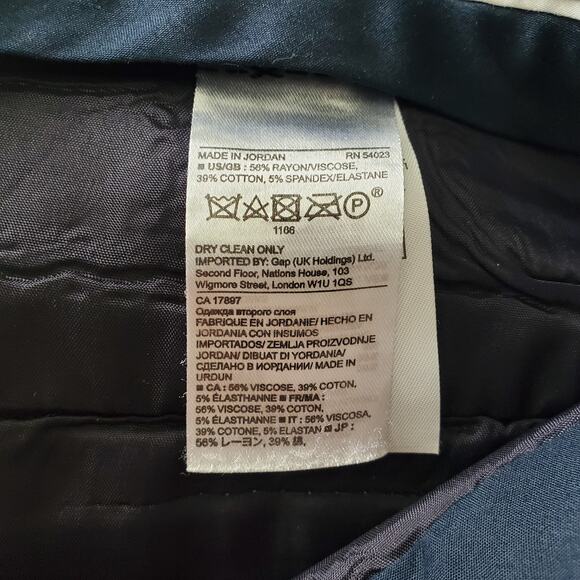 MADE IN JORDAN RN 54023
■ US/GB : 56% RAYON/VISCOSE,
39% COTTON, 5% SPANDEX/ELASTANE
P®
1166
DRY CLEAN ONLY
IMPORTED BY: Gap (UK Holdings) Ltd.
Second Floor, Nations House, 103
Wigmore Street, London W1U 1QS
CA 17897
Одежда второго слоя
FABRIQUE EN JORDANIE/ HECHO EN
JORDANIA CON INSUMOS
IMPORTADOS/ ZEMLJA PROIZVODNJE
JORDAN/ DIBUAT DI YORDANIA/
СДЕЛАНО В ИОРДАНИИ/ MADE IN
URDUN
■ CA : 56% VISCOSE, 39% COTON,
5% ÉLASTHANNE ■ FR/MA :
56% VISCOSE, 39% COTON,
5% ÉLASTHANNE ■ IT : 56% VISCOSA,
39% COTONE, 5% ELASTAN ■ JP :
56% レーヨン, 39% 綿,